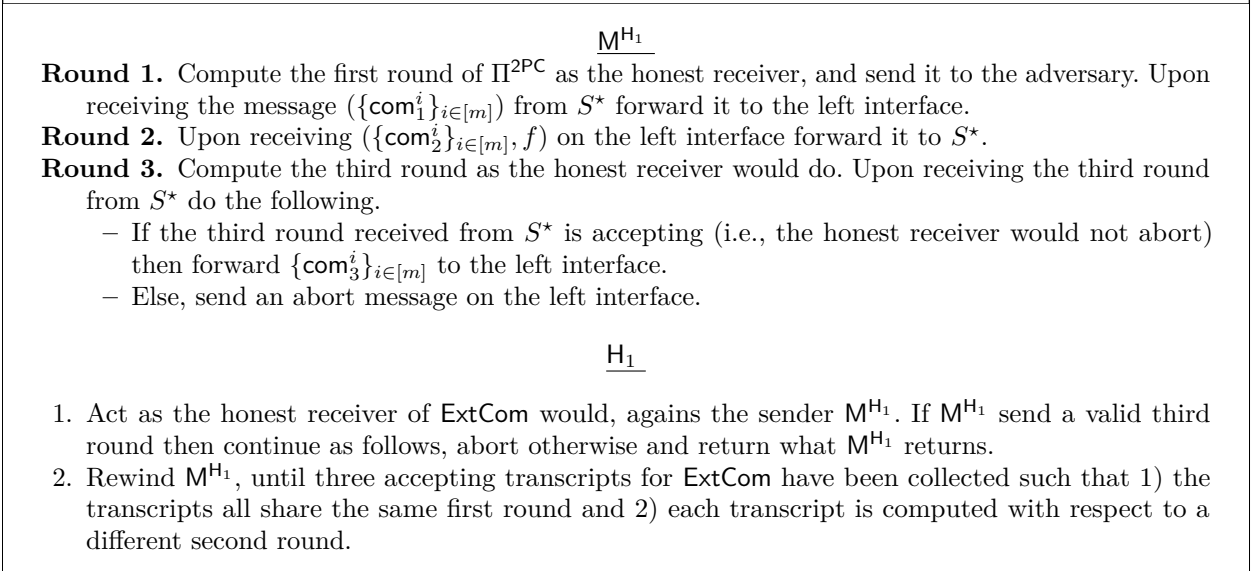 M^{H_1}
Round 1. Compute the first round of Π^{2PC} as the honest receiver, and send it to the adversary. Upon
receiving the message ({com_1^i}_{i∈[m]}) from S^⋆ forward it to the left interface.
Round 2. Upon receiving ({com_2^i}_{i∈[m]}, f) on the left interface forward it to S^⋆.
Round 3. Compute the third round as the honest receiver would do. Upon receiving the third round
from S^⋆ do the following.
– If the third round received from S^⋆ is accepting (i.e., the honest receiver would not abort)
then forward {com_3^i}_{i∈[m]} to the left interface.
– Else, send an abort message on the left interface.
H_1
1. Act as the honest receiver of ExtCom would, agains the sender M^{H_1}. If M^{H_1} send a valid third
round then continue as follows, abort otherwise and return what M^{H_1} returns.
2. Rewind M^{H_1}, until three accepting transcripts for ExtCom have been collected such that 1) the
transcripts all share the same first round and 2) each transcript is computed with respect to a
different second round.